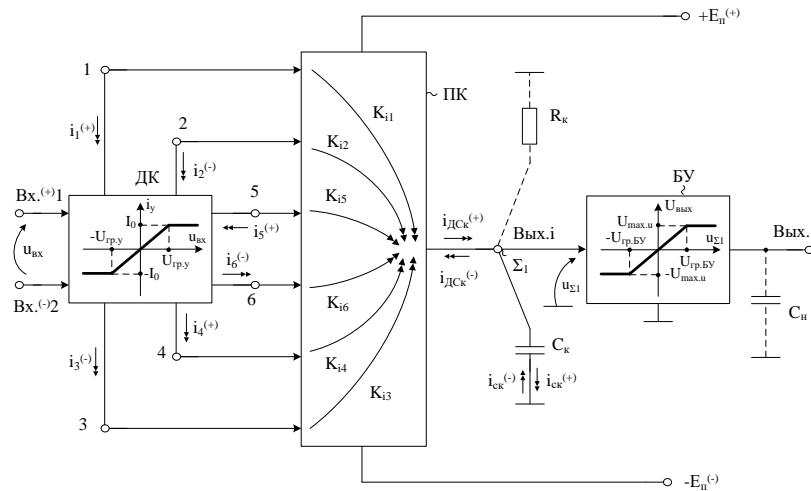 +Eп(+)
1
ПК
Ki1
i1(+)
2
Ki2
Rк
i2(-)
БУ
Вх.(+)1
ДК
5
Ki5
iДСк(+)
Uвых
I0
iу
Umax.u
-Uгр.у
uвх
i5(+)
Вых.i
-Uгр.БУ
uΣ1
Вых.
uвх
Uгр.у
i6(-)
iДСк(-)
Σ1
Uгр.БУ
-I0
uΣ1
-Umax.u
Вх.(-)2
6
Ki6
i4(+)
Cн
i3(-)
4
Ki4
Cк
Ki3
iск(-)
iск(+)
3
-Eп(-)